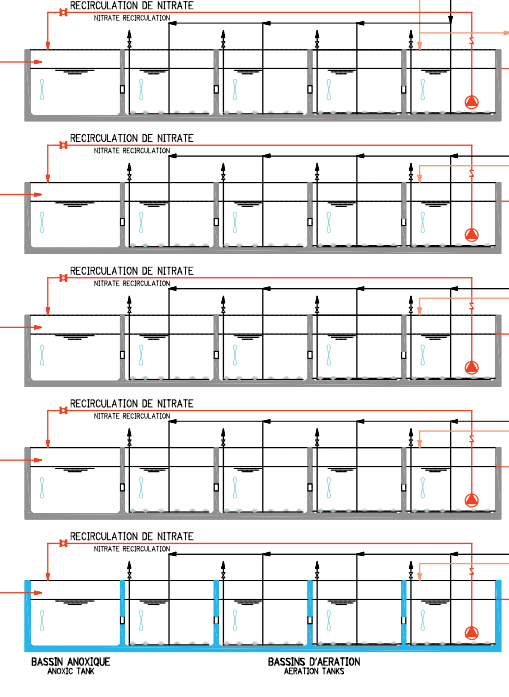 RECIRCULATION DE NITRATE
NITRATE RECIRCULATION
RECIRCULATION DE NITRATE
NITRATE RECIRCULATION
RECIRCULATION DE NITRATE
NITRATE RECIRCULATION
RECIRCULATION DE NITRATE
NITRATE RECIRCULATION
RECIRCULATION DE NITRATE
NITRATE RECIRCULATION
BASSIN ANOXIQUE
ANOXIC TANK
BASSINS D'AERATION
AERATION TANKS